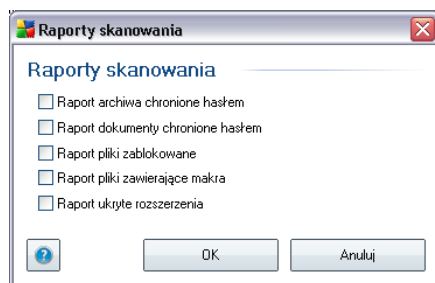 Raporty skanowania
Raporty skanowania
Raport archiwa chronione hasłem
Raport dokumenty chronione hasłem
Raport pliki zablokowane
Raport pliki zawierające makra
Raport ukryte rozszerzenia
? OK Anuluj